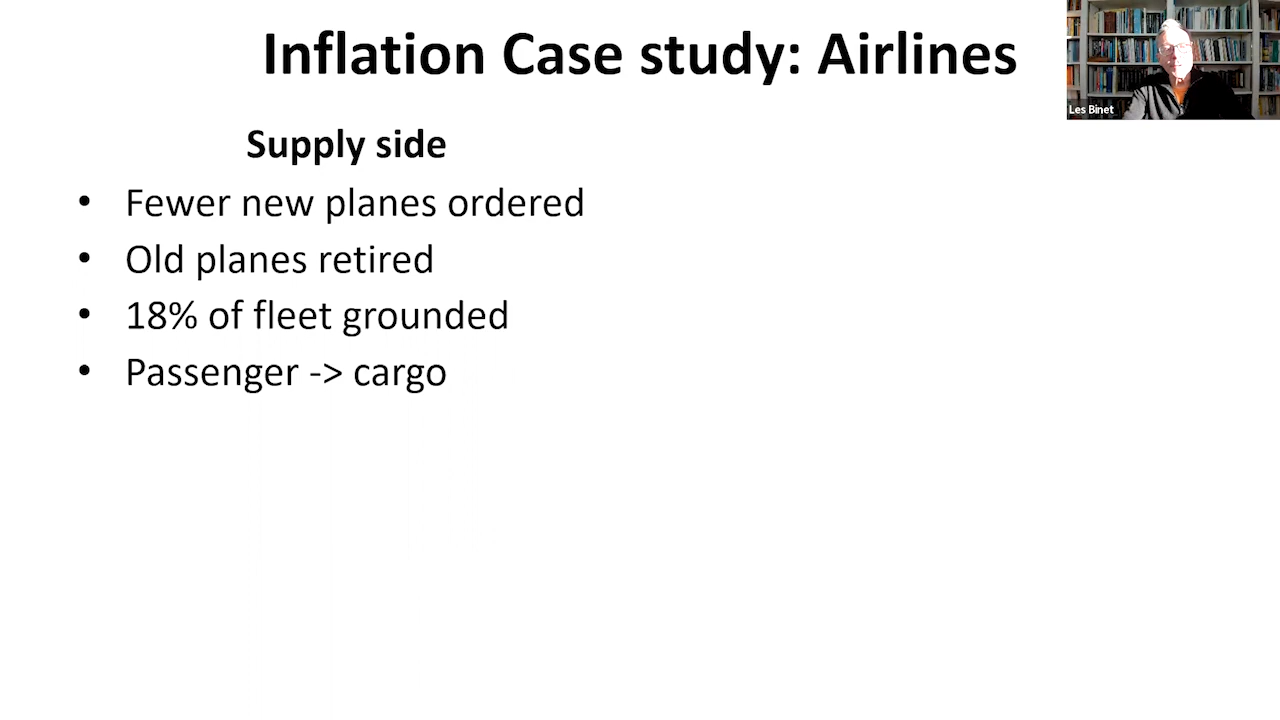 Inflation Case study: Airlines
Les Binet
Supply side
• Fewer new planes ordered
• Old planes retired
• 18% of fleet grounded
• Passenger -> cargo